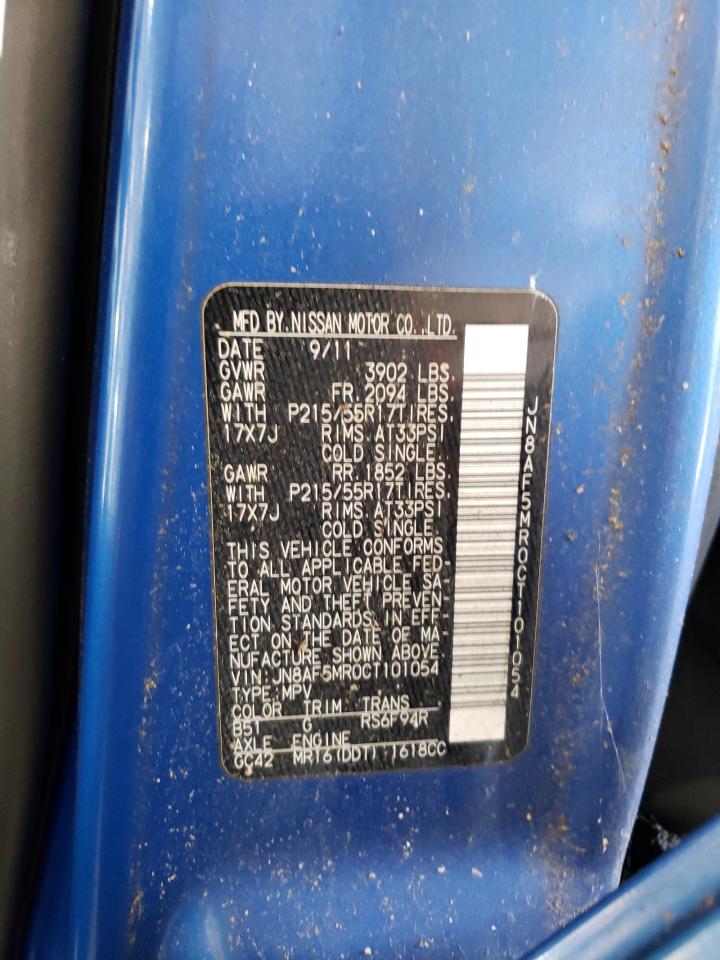 MFD BY NISSAN MOTOR CO.,LTD.
DATE 9/11
GVWR 3902 LBS.
GAWR FR. 2094 LBS.
WITH P215/55R17TIRES.
17X7J RIMS AT33PSI
COLD SINGLE.
GAWR RR. 1852 LBS.
WITH P215/55R17TIRES.
17X7J RIMS AT33PSI
COLD SINGLE.
THIS VEHICLE CONFORMS
TO ALL APPLICABLE FED-
ERAL MOTOR VEHICLE SA-
FETY AND THEFT PREVEN-
TION STANDARDS IN EFF-
ECT ON THE DATE OF MA-
NUFACTURE SHOWN ABOVE.
VIN:JN8AF5MR0CT101054
TYPE:MPV
COLOR TRIM TRANS
B51 G RS6F94R
AXLE ENGINE
GC42 MR16(DDT) 1618CC
JN8AF5MR0CT101054